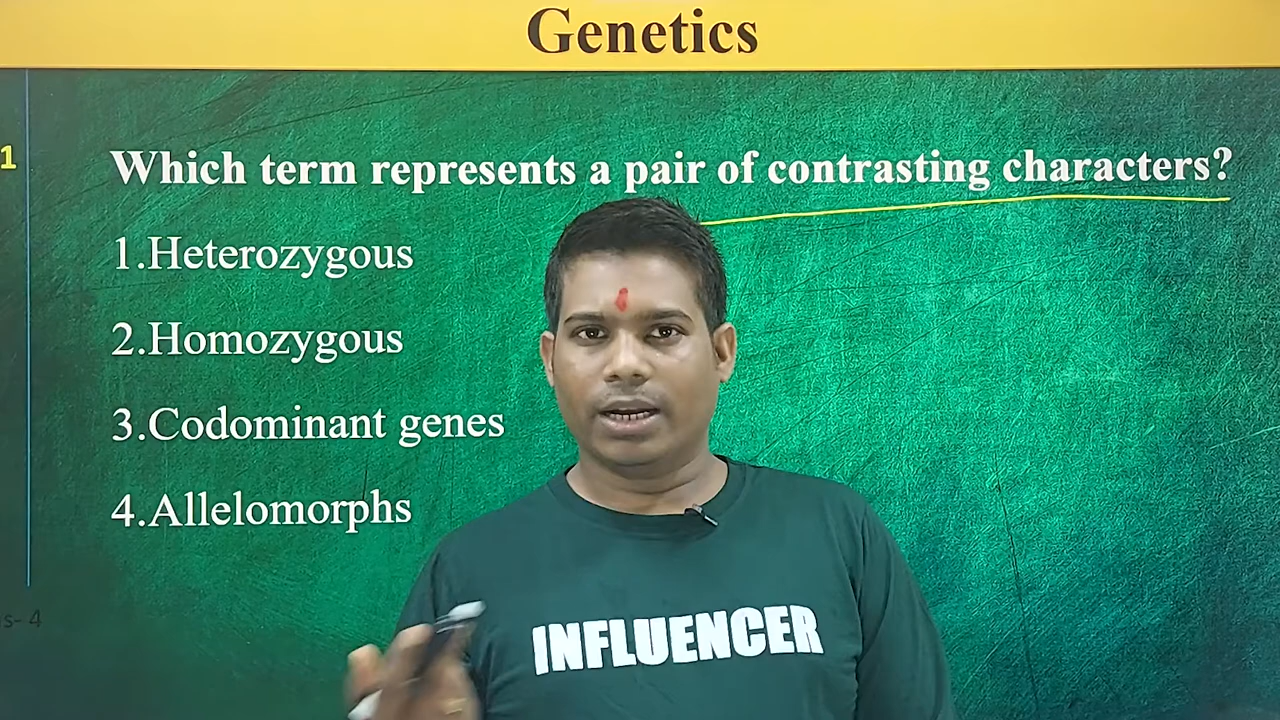 Genetics
1
Which term represents a pair of contrasting characters?
1.Heterozygous
2.Homozygous
3.Codominant genes
4.Allelomorphs
s- 4
INFLUENCER